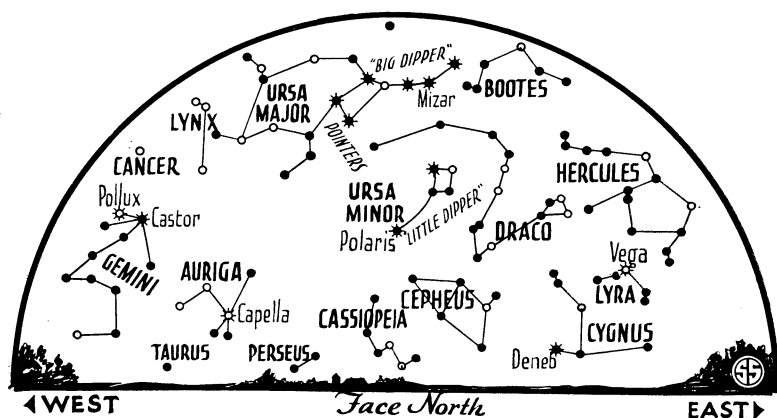 "BIG DIPPER"
Mizar
BOOTES
URSA
MAJOR
LYNX
POINTERS
CANCER
HERCULES
Pollux
Castor
URSA
MINOR
"LITTLE DIPPER"
Polaris
DRACO
GEMINI
AURIGA
Vega
LYRA
Capella
CASSIOPEIA
CEPHEUS
CYGNUS
TAURUS
PERSEUS
Deneb
WEST
Face North
EAST